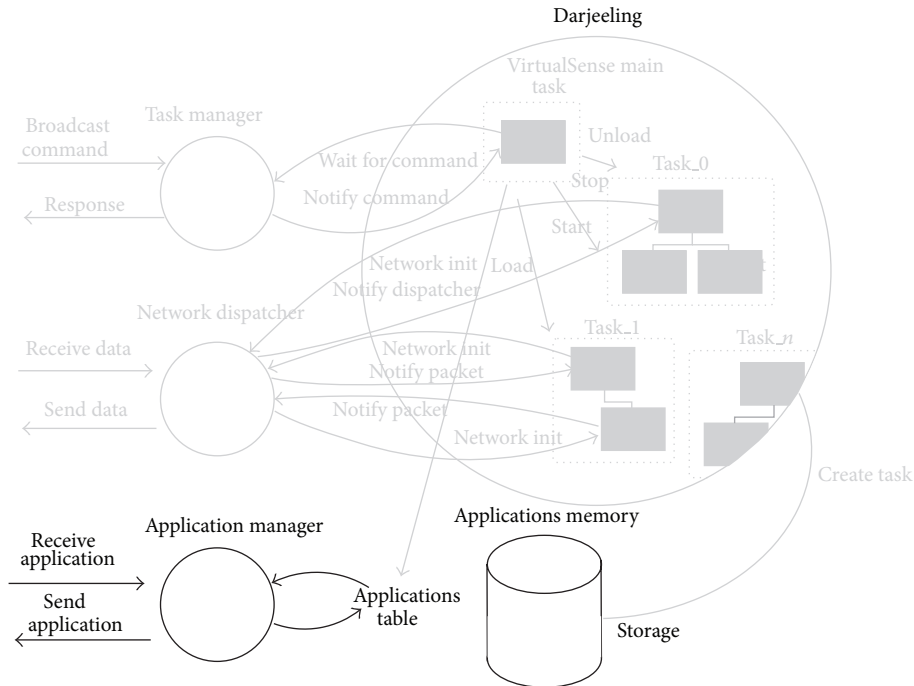 Darjeeling
VirtualSense main
task
Task manager
Broadcast
command
Unload
Wait for command
Task_0
Stop
Notify command
Response
Start
Network init
Load
Notify dispatcher
Network dispatcher
Task_1
Task_n
Receive data
Network init
Notify packet
Send data
Notify packet
Network init
Create task
Applications memory
Application manager
Receive
application
Send
application
Applications
table
Storage